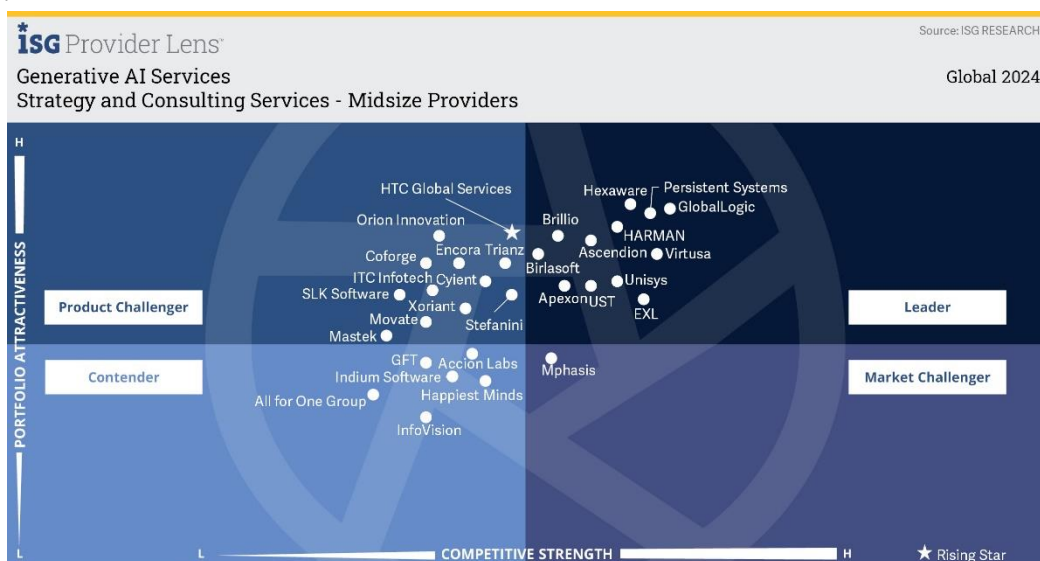 Source: ISG RESEARCH
ISG Provider Lens™
Generative AI Services
Global 2024
Strategy and Consulting Services - Midsize Providers
H
HTC Global Services
Hexaware
Persistent Systems
GlobalLogic
Orion Innovation
Brillio
HARMAN
Coforge
Encora
Trianz
Ascendion
Virtusa
Birlasoft
ITC Infotech
Cyient
Unisys
SLK Software
Apexon
UST
Product Challenger
Xoriant
EXL
Leader
Movate
Stefanini
Mastek
GFT
Accion Labs
Mphasis
Contender
Indium Software
Market Challenger
Happiest Minds
All for One Group
InfoVision
PORTFOLIO ATTRACTIVENESS
L
L
COMPETITIVE STRENGTH
H
★ Rising Star